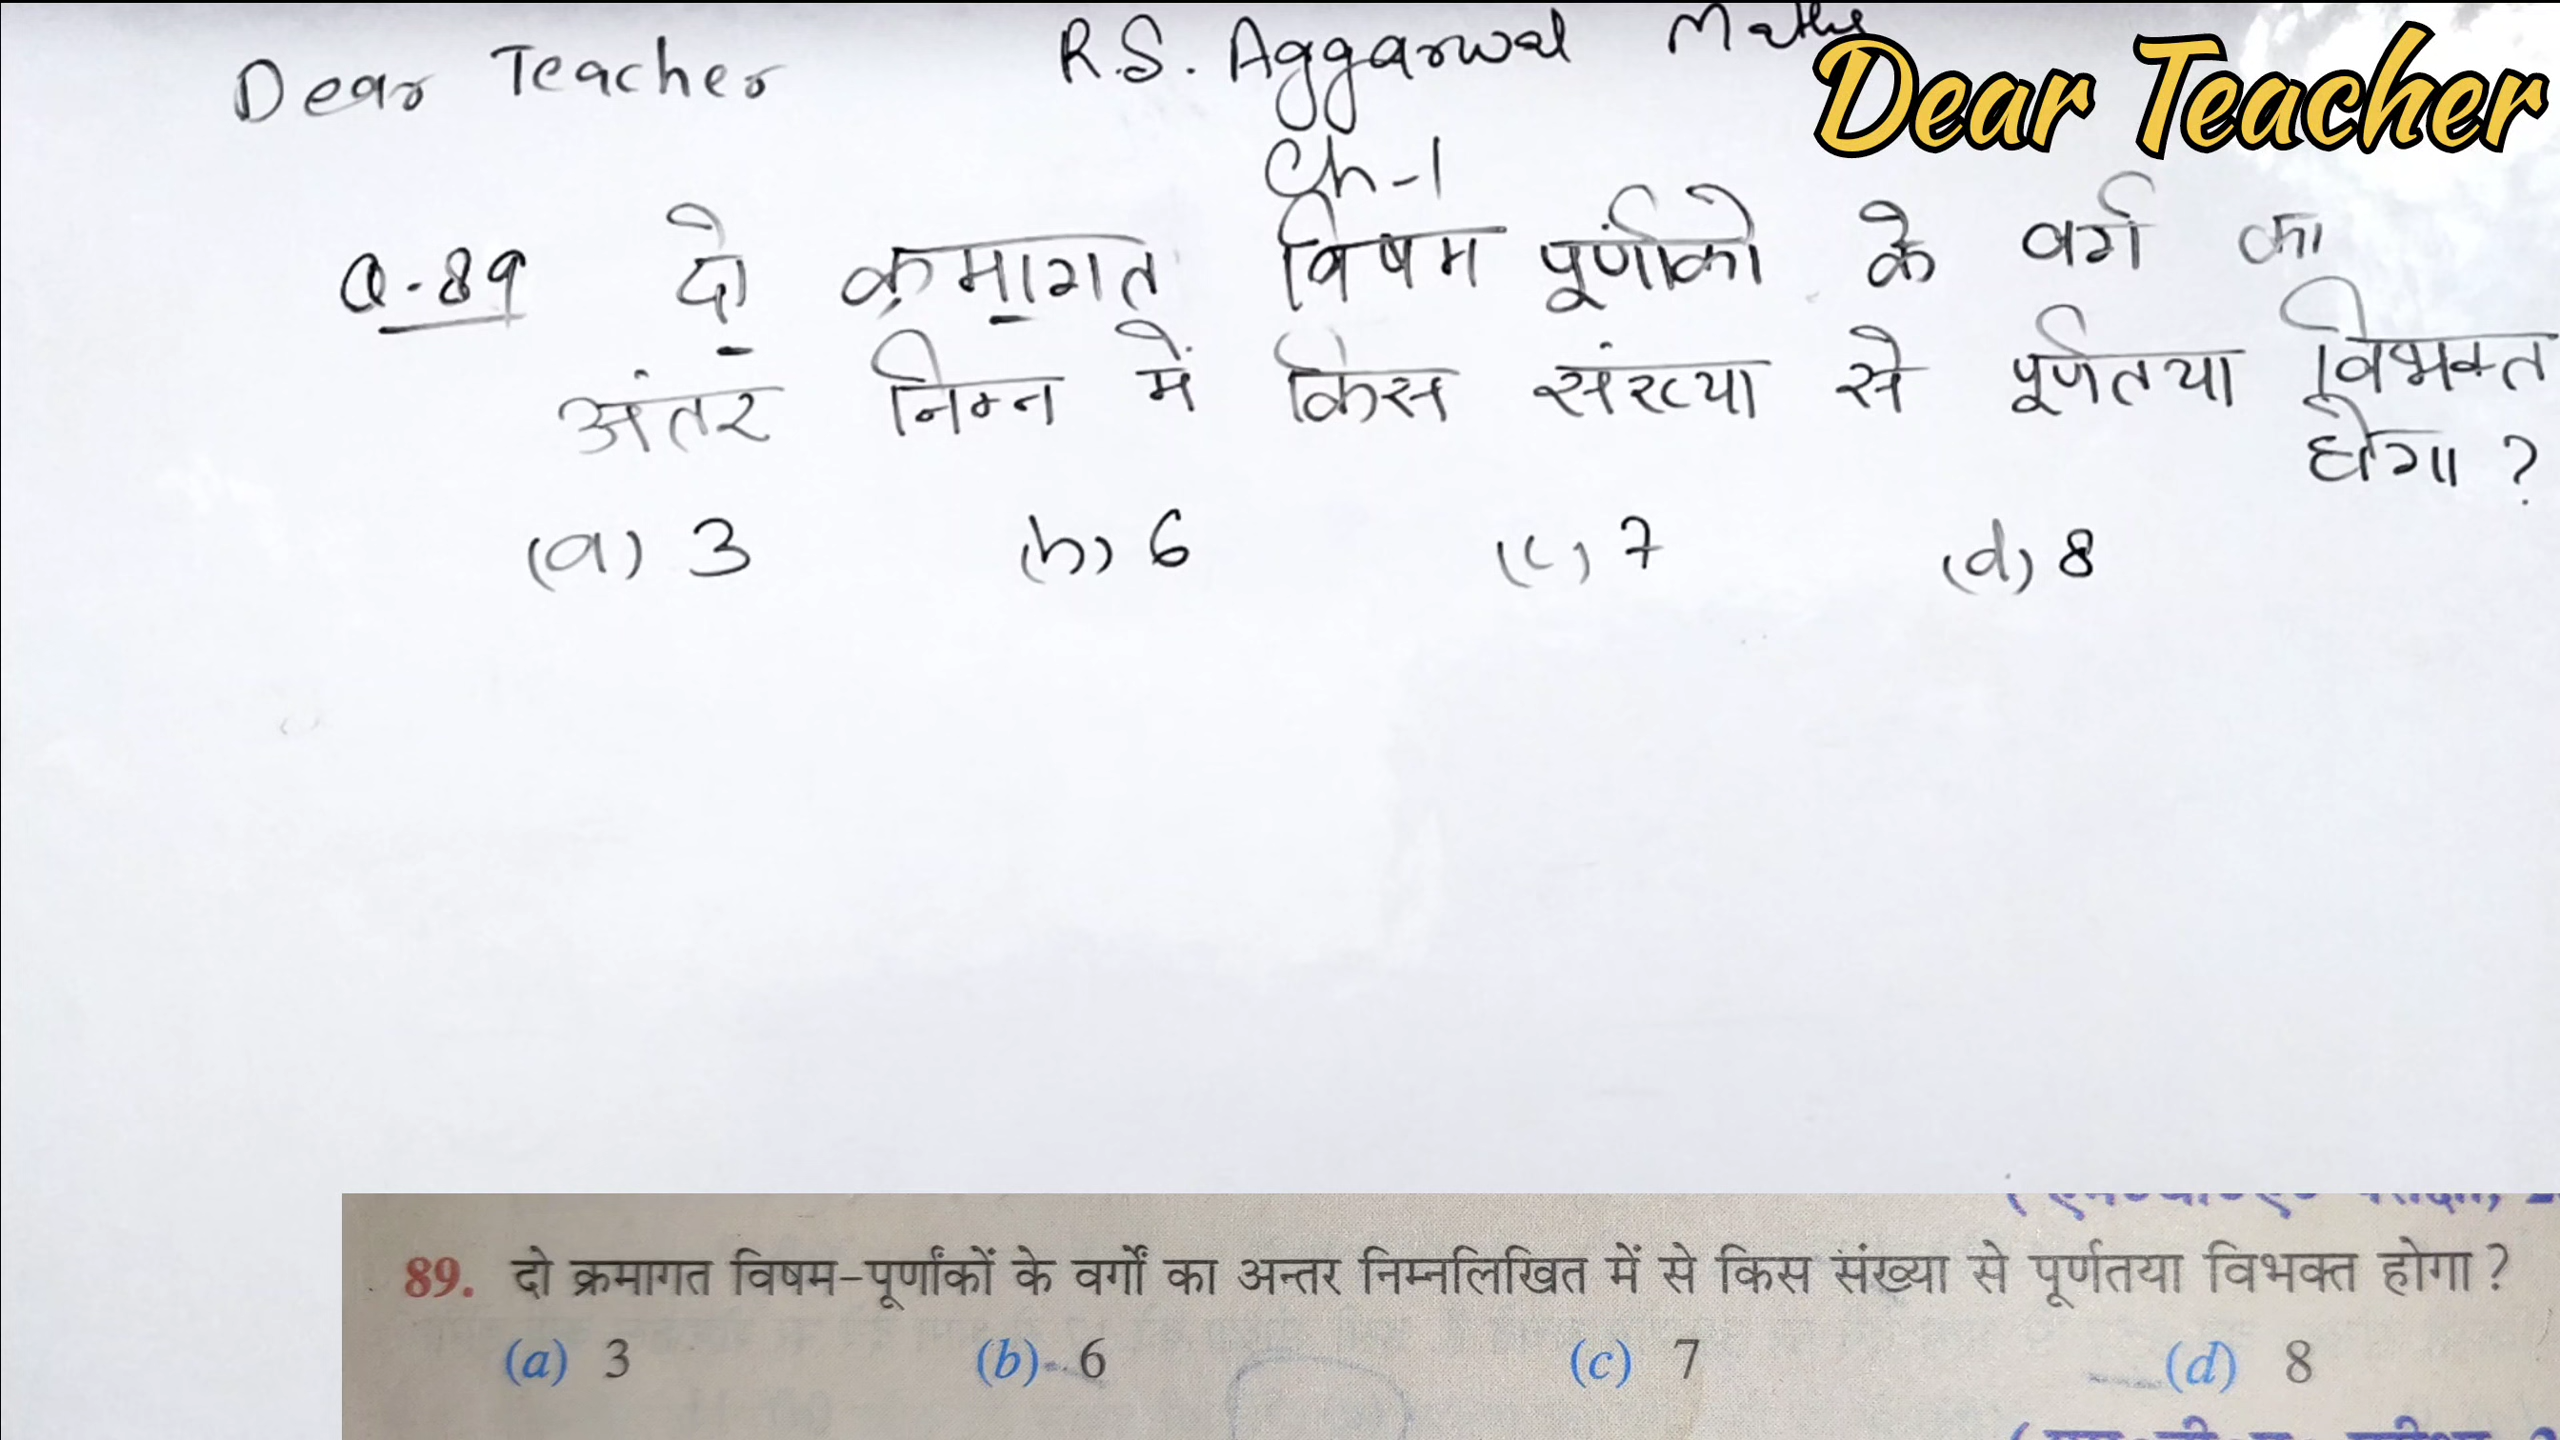 Dear Teacher R.S. Aggarwal Maths
Dear Teacher
Ch-1
Q.89 दो क्रमागत विषम पूर्णांको के वर्ग का
अंतर निम्न में किस संख्या से पूर्णतया विभक्त
होगा ?
(a) 3 (b) 6 (c) 7 (d) 8
89. दो क्रमागत विषम-पूर्णांकों के वर्गों का अन्तर निम्नलिखित में से किस संख्या से पूर्णतया विभक्त होगा ?
(a) 3 (b) 6 (c) 7 (d) 8